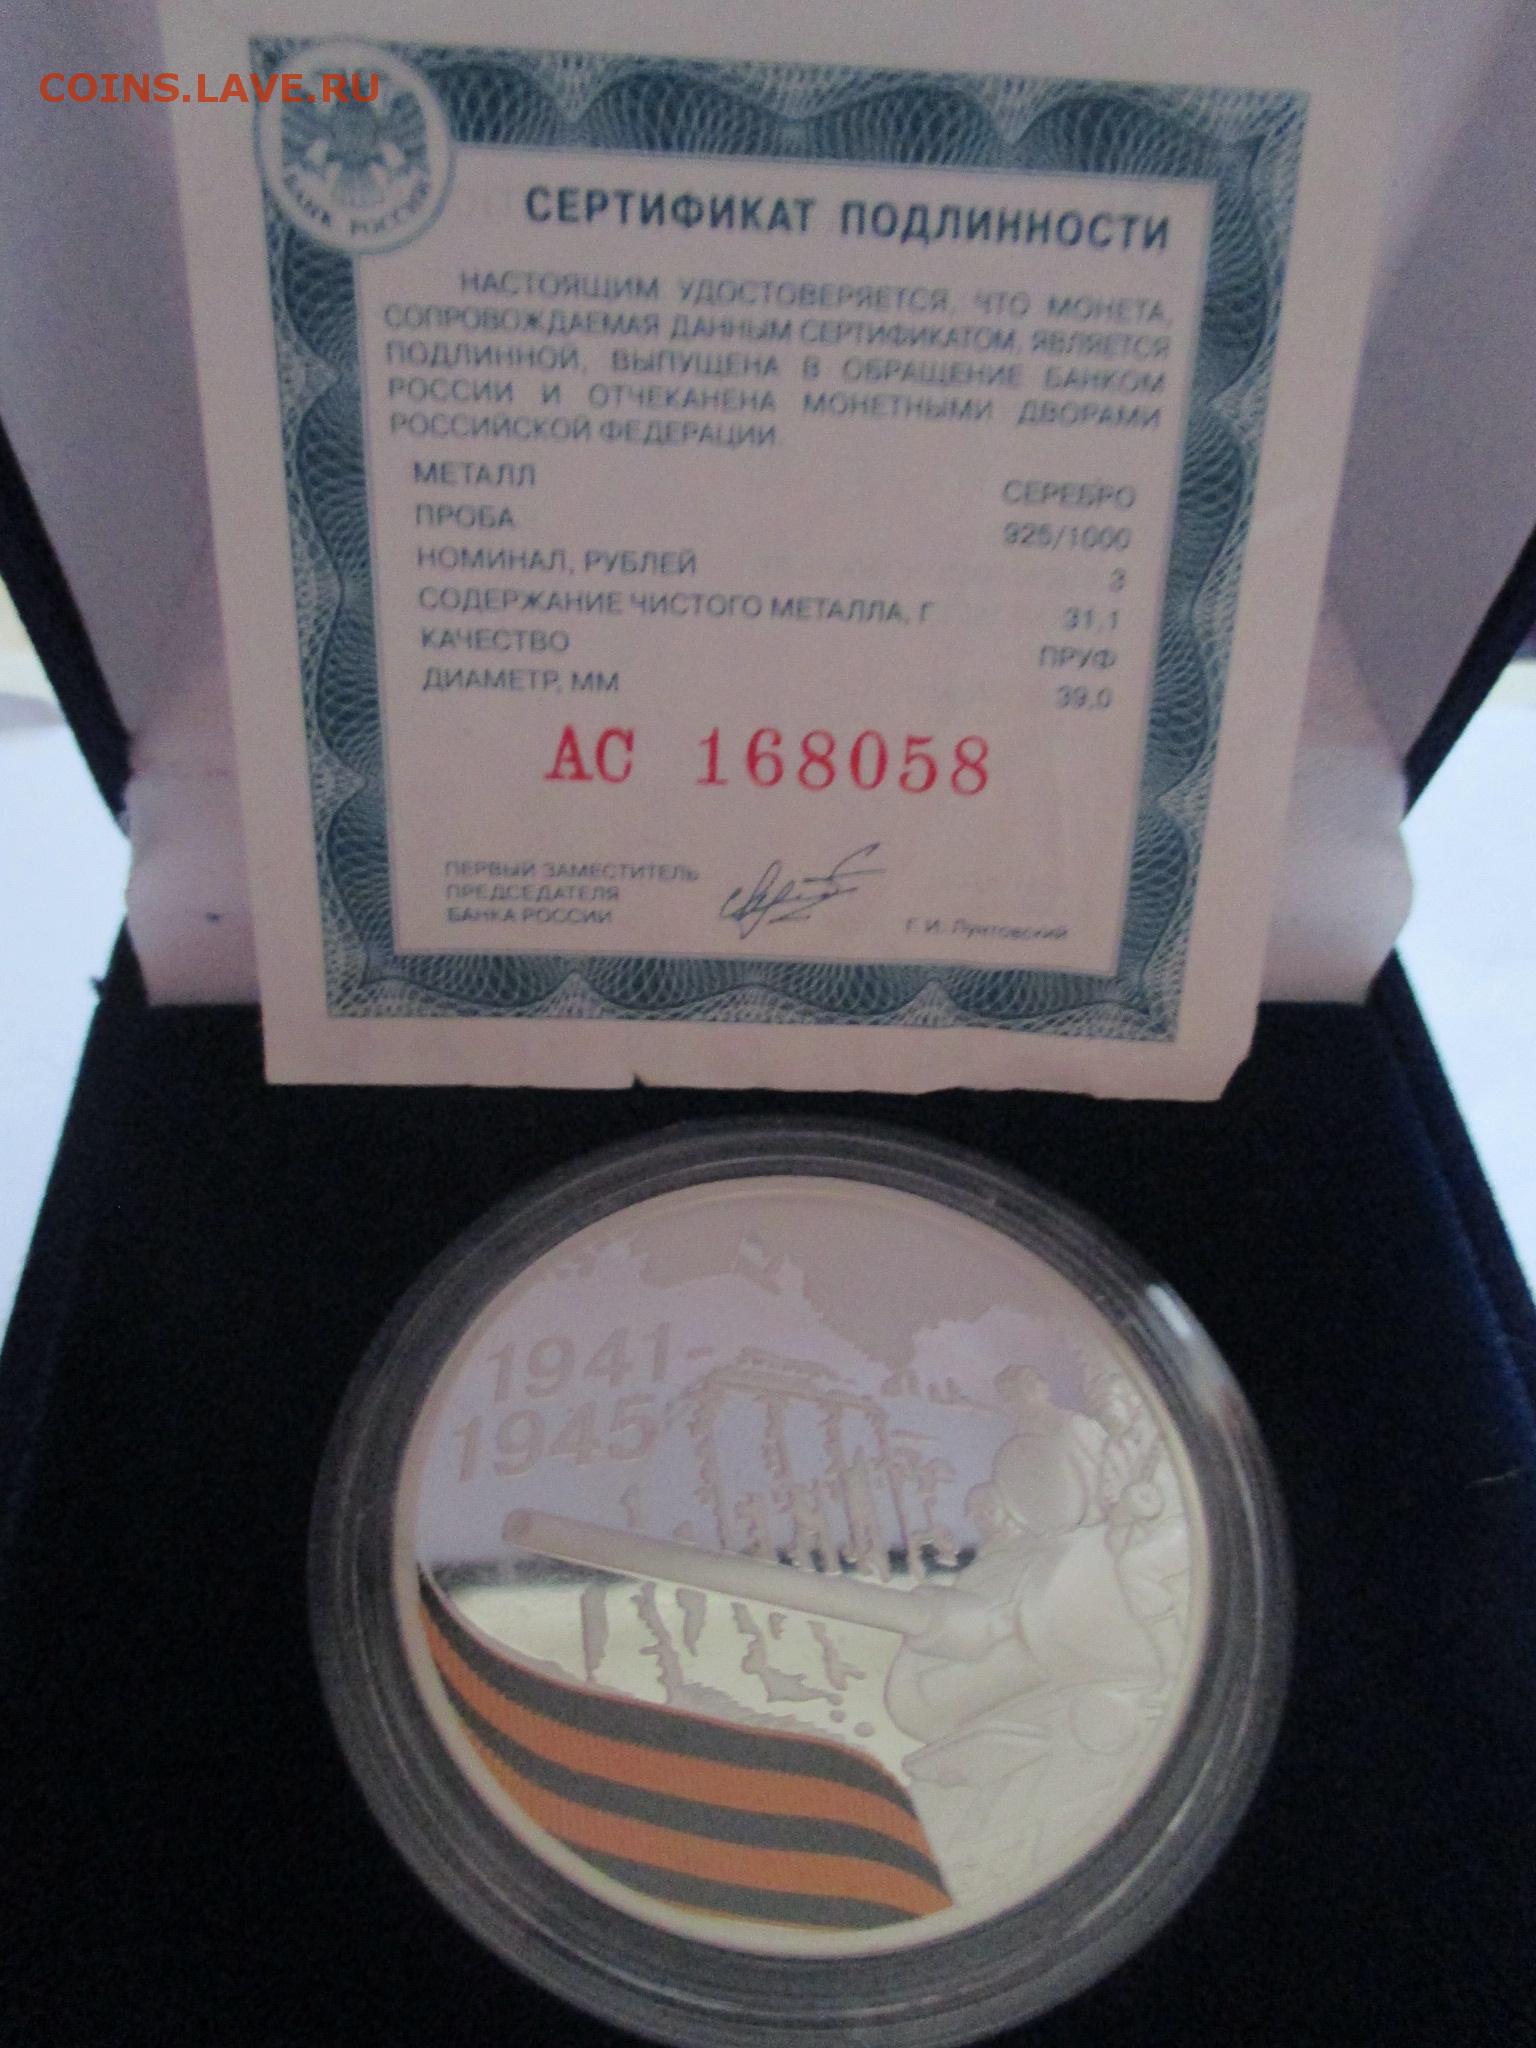 COINS.LAVE.RU
БАНК РОССИИ
СЕРТИФИКАТ ПОДЛИННОСТИ
НАСТОЯЩИМ УДОСТОВЕРЯЕТСЯ, ЧТО МОНЕТА,
СОПРОВОЖДАЕМАЯ ДАННЫМ СЕРТИФИКАТОМ, ЯВЛЯЕТСЯ
ПОДЛИННОЙ, ВЫПУЩЕНА В ОБРАЩЕНИЕ БАНКОМ
РОССИИ И ОТЧЕКАНЕНА МОНЕТНЫМИ ДВОРАМИ
РОССИЙСКОЙ ФЕДЕРАЦИИ.
МЕТАЛЛ СЕРЕБРО
ПРОБА 925/1000
НОМИНАЛ, РУБЛЕЙ 3
СОДЕРЖАНИЕ ЧИСТОГО МЕТАЛЛА, Г 31,1
КАЧЕСТВО ПРУФ
ДИАМЕТР, ММ 39,0
АС 168058
ПЕРВЫЙ ЗАМЕСТИТЕЛЬ
ПРЕДСЕДАТЕЛЯ
БАНКА РОССИИ Г. И. Лунтовский
1941-
1945